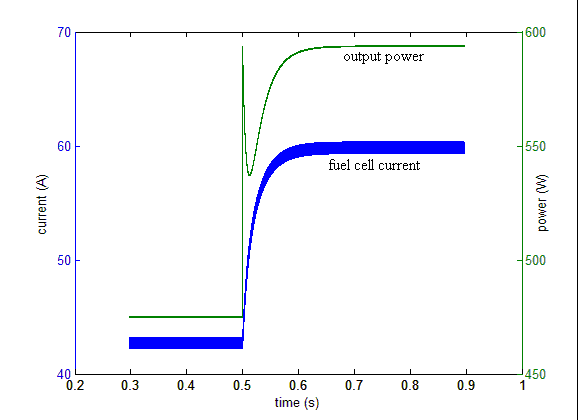 70
60
50
40
current (A)
600
550
500
450
power (W)
output power
fuel cell current
0.2 0.3 0.4 0.5 0.6 0.7 0.8 0.9 1
time (s)